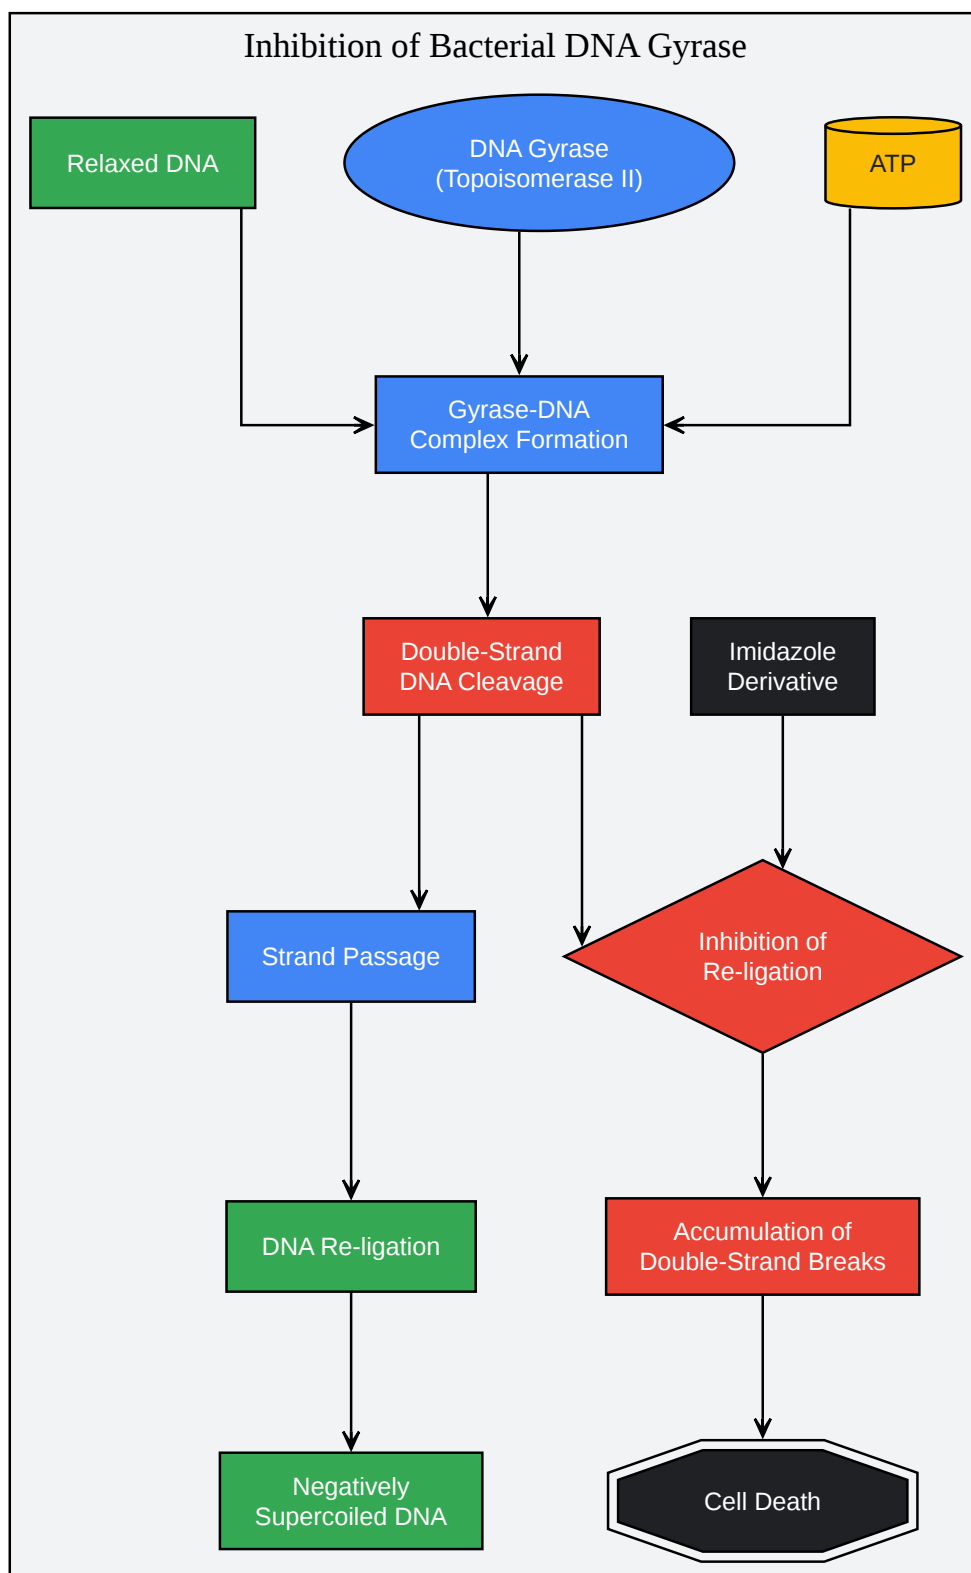 Inhibition of Bacterial DNA Gyrase
Relaxed DNA
DNA Gyrase
(Topoisomerase II)
ATP
Gyrase-DNA
Complex Formation
Double-Strand
DNA Cleavage
Imidazole
Derivative
Strand Passage
Inhibition of
Re-ligation
DNA Re-ligation
Accumulation of
Double-Strand Breaks
Negatively
Supercoiled DNA
Cell Death